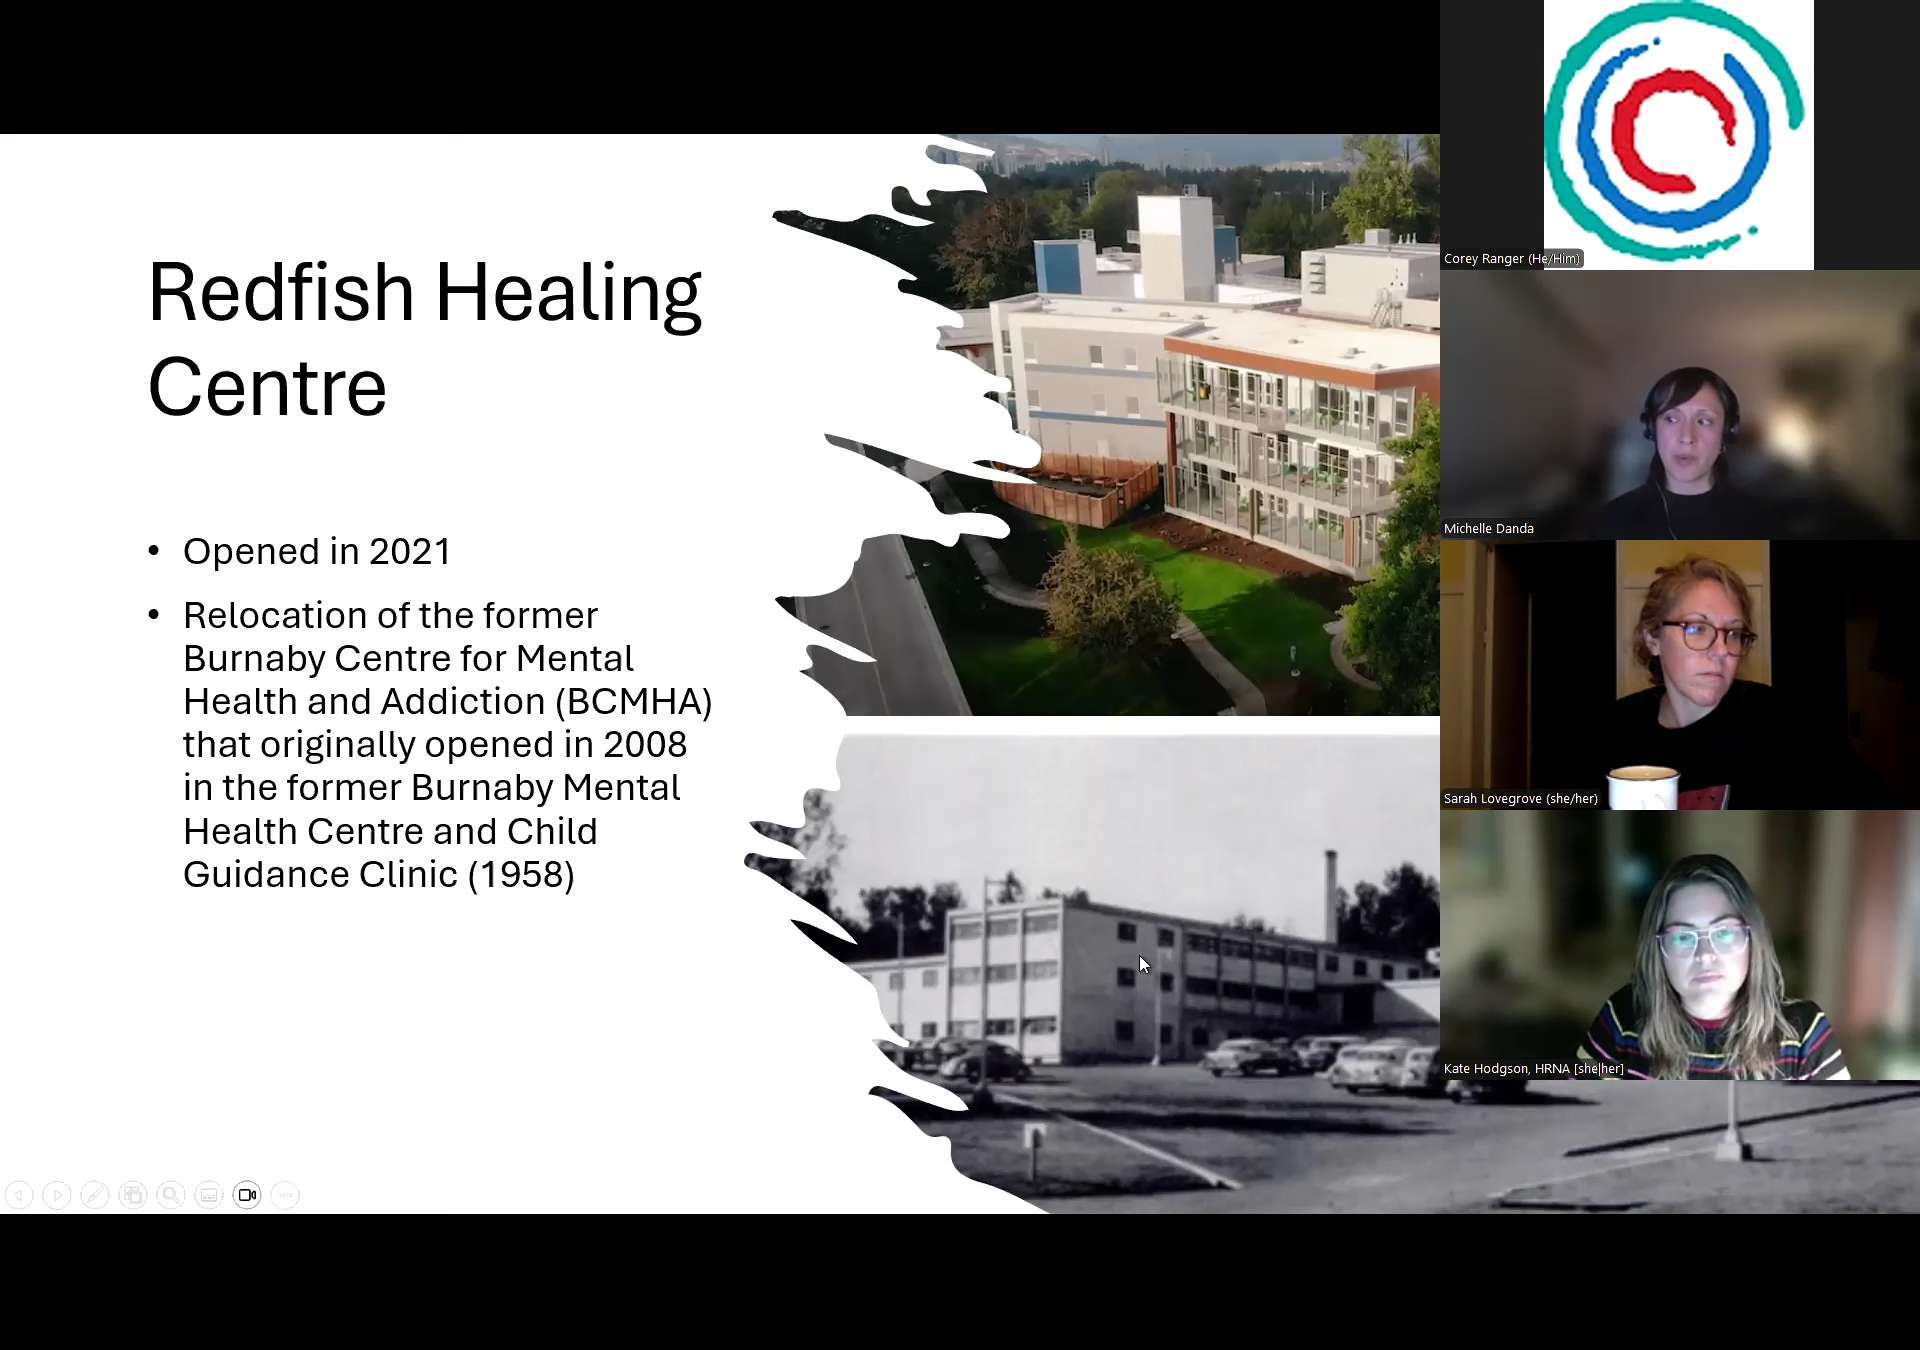 Redfish Healing
Centre
• Opened in 2021
• Relocation of the former
Burnaby Centre for Mental
Health and Addiction (BCMHA)
that originally opened in 2008
in the former Burnaby Mental
Health Centre and Child
Guidance Clinic (1958)
Corey Ranger (He/Him)
Michelle Danda
Sarah Lovegrove (she/her)
Kate Hodgson, HRNA [she|her]